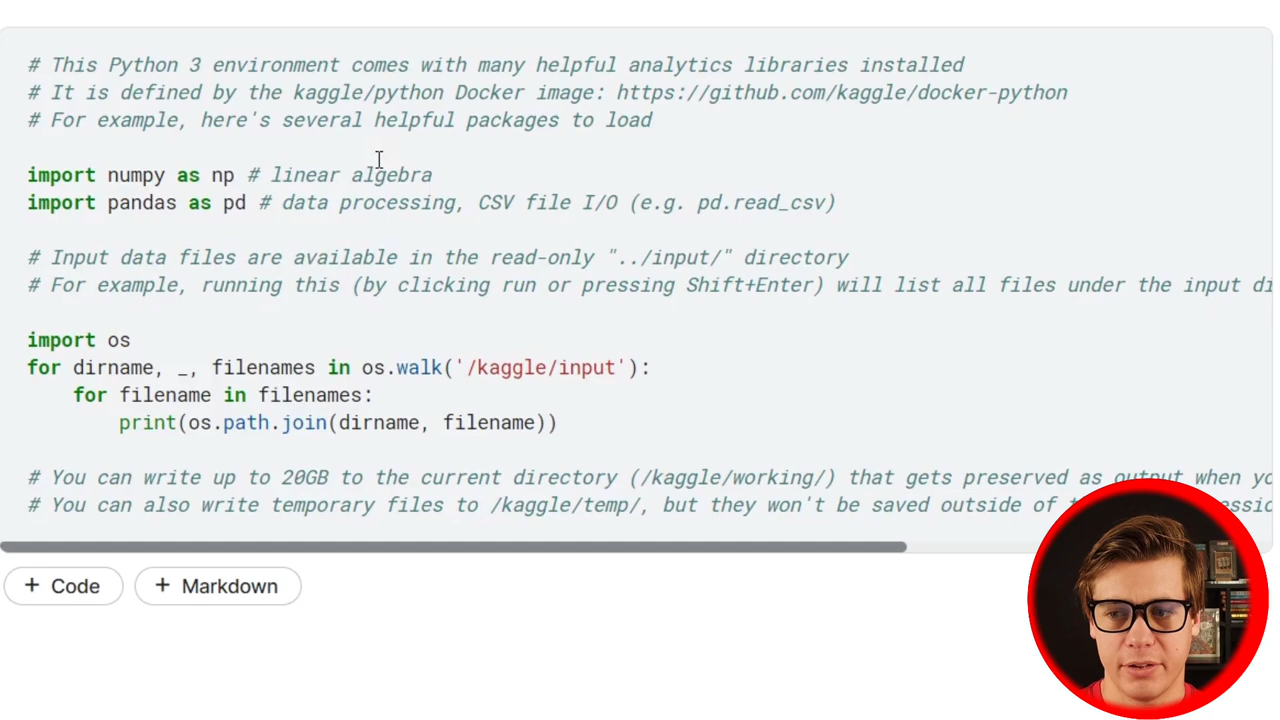 # This Python 3 environment comes with many helpful analytics libraries installed
# It is defined by the kaggle/python Docker image: https://github.com/kaggle/docker-python
# For example, here's several helpful packages to load
import numpy as np # linear algebra
import pandas as pd # data processing, CSV file I/O (e.g. pd.read_csv)
# Input data files are available in the read-only "../input/" directory
# For example, running this (by clicking run or pressing Shift+Enter) will list all files under the input
import os
for dirname, _, filenames in os.walk('/kaggle/input'):
    for filename in filenames:
        print(os.path.join(dirname, filename))
# You can write up to 20GB to the current directory (/kaggle/working/) that gets preserved as output when
# You can also write temporary files to /kaggle/temp/, but they won't be saved outside of
+ Code
+ Markdown